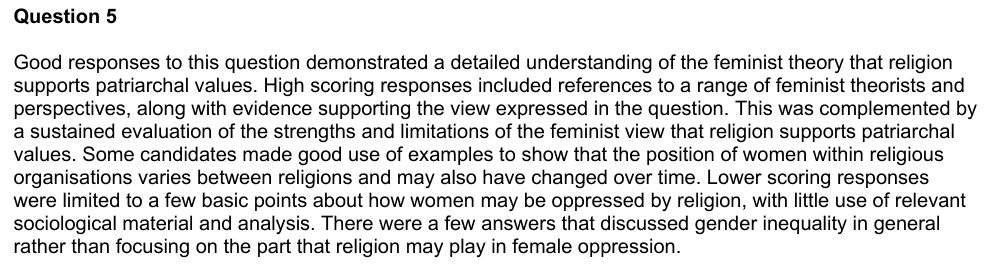 Question 5
Good responses to this question demonstrated a detailed understanding of the feminist theory that religion
supports patriarchal values. High scoring responses included references to a range of feminist theorists and
perspectives, along with evidence supporting the view expressed in the question. This was complemented by
a sustained evaluation of the strengths and limitations of the feminist view that religion supports patriarchal
values. Some candidates made good use of examples to show that the position of women within religious
organisations varies between religions and may also have changed over time. Lower scoring responses
were limited to a few basic points about how women may be oppressed by religion, with little use of relevant
sociological material and analysis. There were a few answers that discussed gender inequality in general
rather than focusing on the part that religion may play in female oppression.